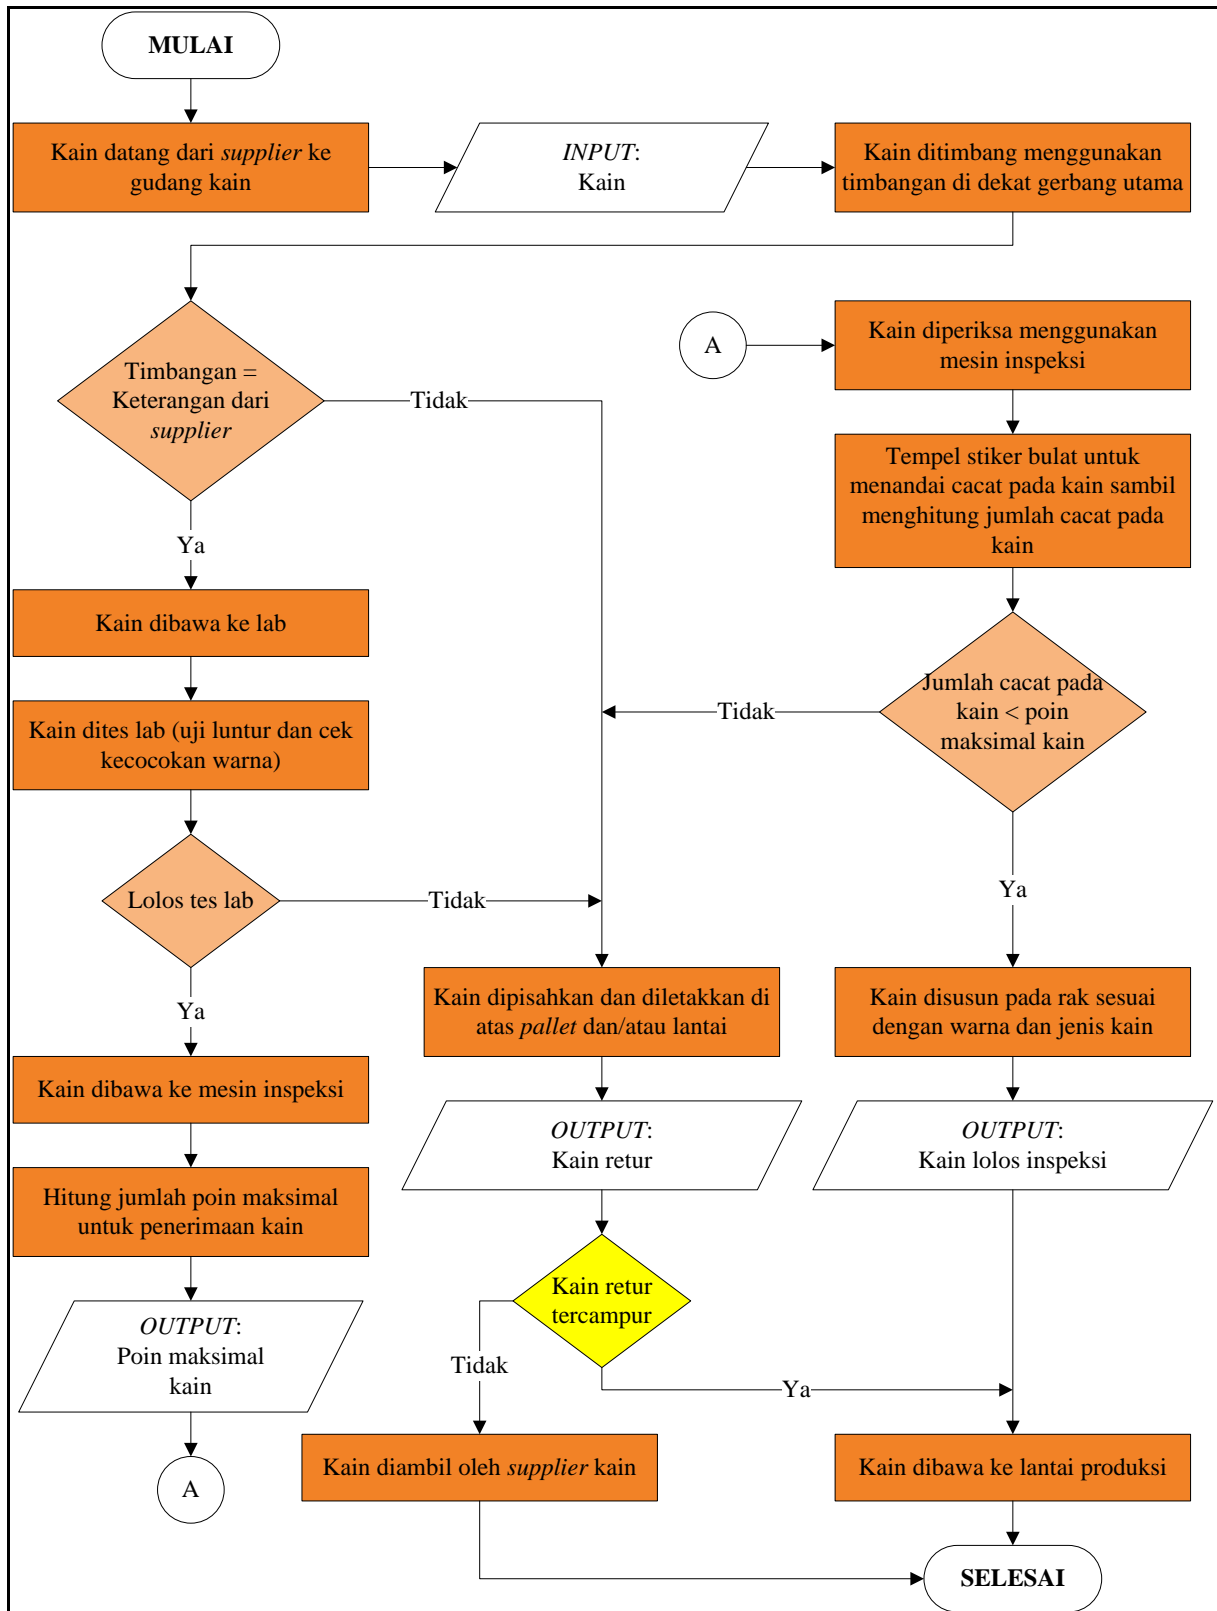 MULAI
Kain datang dari supplier ke
gudang kain
INPUT:
Kain
Kain ditimbang menggunakan
timbangan di dekat gerbang utama
Timbangan =
Keterangan dari
supplier
Tidak
Ya
Kain dibawa ke lab
Kain dites lab (uji luntur dan cek
kecocokan warna)
Lolos tes lab
Tidak
Ya
Kain dibawa ke mesin inspeksi
Hitung jumlah poin maksimal
untuk penerimaan kain
OUTPUT:
Poin maksimal
kain
A
A
Kain diperiksa menggunakan
mesin inspeksi
Tempel stiker bulat untuk
menandai cacat pada kain sambil
menghitung jumlah cacat pada
kain
Jumlah cacat pada
kain < poin
maksimal kain
Tidak
Ya
Kain dipisahkan dan diletakkan di
atas pallet dan/atau lantai
OUTPUT:
Kain retur
Kain retur
tercampur
Tidak
Ya
Kain diambil oleh supplier kain
Kain disusun pada rak sesuai
dengan warna dan jenis kain
OUTPUT:
Kain lolos inspeksi
Kain dibawa ke lantai produksi
SELESAI